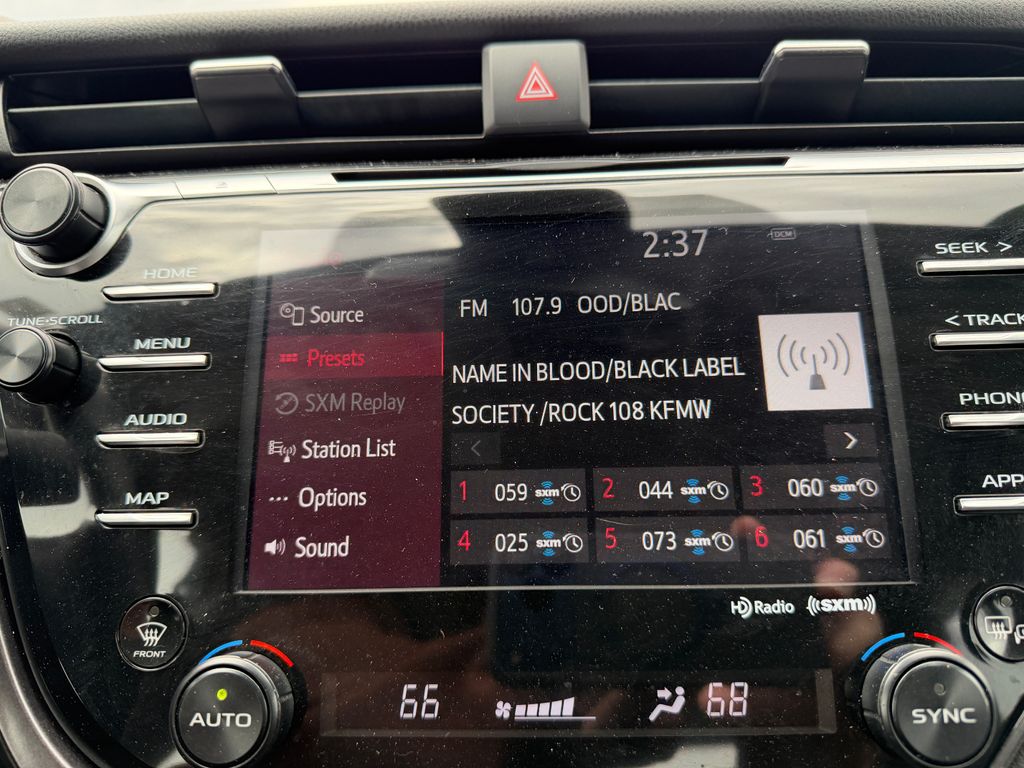 HOME
TUNE•SCROLL
MENU
AUDIO
MAP
SEEK >
< TRACK
PHON
APP
2:37
DCM
Source
Presets
SXM Replay
Station List
Options
Sound
FM 107.9 OOD/BLAC
NAME IN BLOOD/BLACK LABEL
SOCIETY /ROCK 108 KFMW
< >
1 059 sxm 2 044 sxm 3 060 sxm
4 025 sxm 5 073 sxm 6 061 sxm
HD Radio ((sxm))
FRONT
AUTO
66
68
SYNC